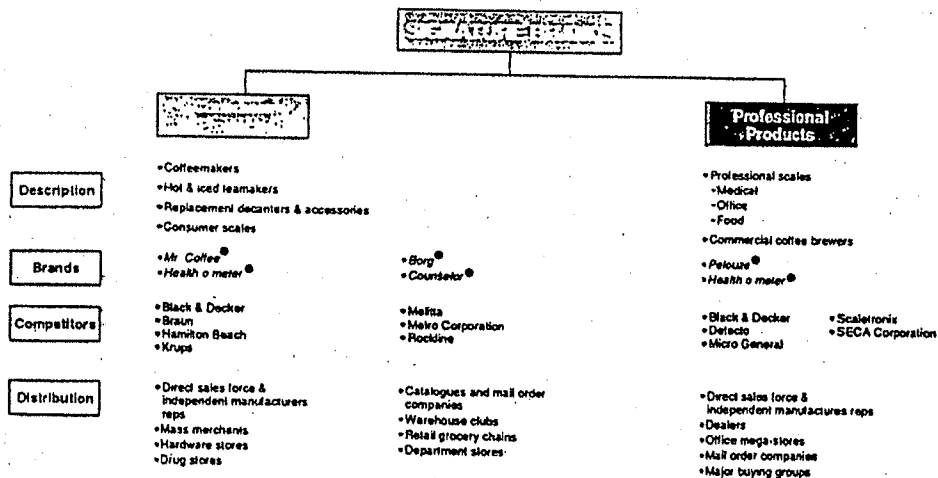 Professional
Products
Description
•Coffeemakers
•Hot & iced teamakers
•Replacement decanters & accessories
•Consumer scales
•Professional scales
•Medical
•Office
•Food
•Commercial coffee brewers
Brands
•Mr. Coffee®
•Health o meter®
•Borg®
•Counselor®
•Pelouze®
•Health o meter®
Competitors
•Black & Decker
•Braun
•Hamilton Beach
•Krups
•Melitta
•Metro Corporation
•Rockline
•Black & Decker
•Detecto
•Micro General
•Scaletronix
•SECA Corporation
Distribution
•Direct sales force &
independent manufacturers
reps
•Mass merchants
•Hardware stores
•Drug stores
•Catalogues and mail order
companies
•Warehouse clubs
•Retail grocery chains
•Department stores
•Direct sales force &
independent manufactures reps
•Dealers
•Office mega-stores
•Mail order companies
•Major buying groups